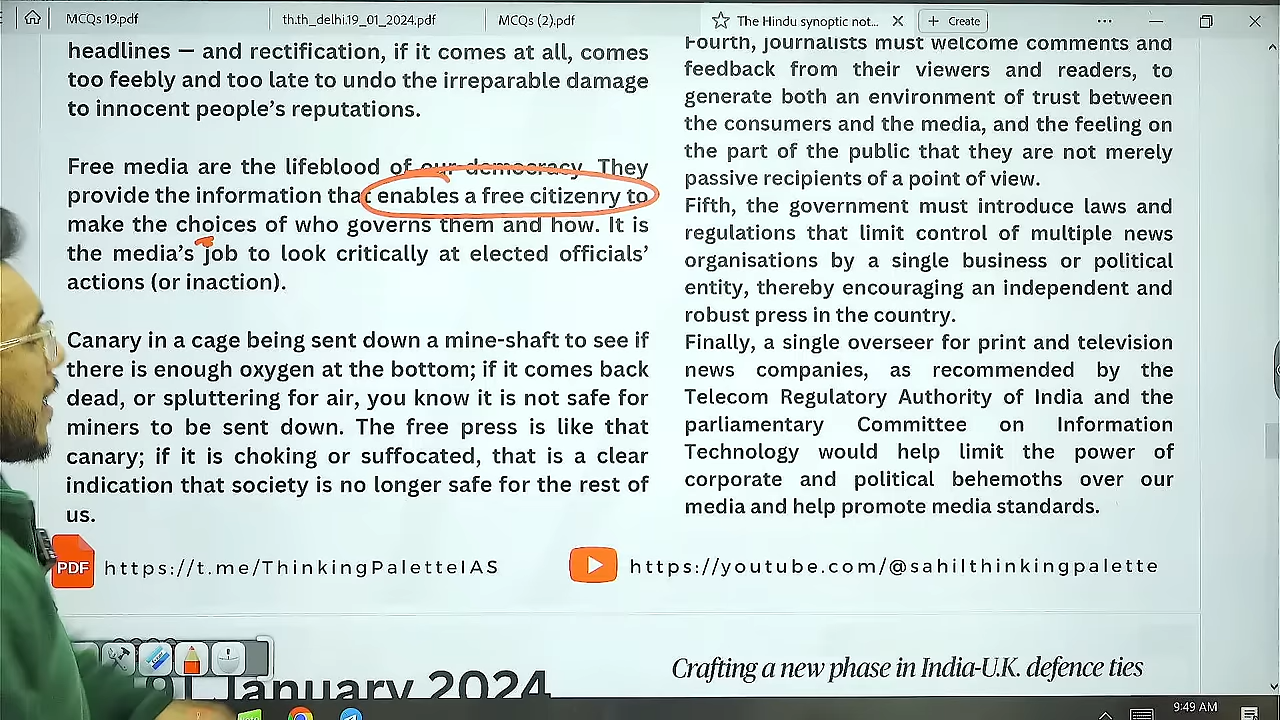 MCQs 19.pdf
th.th_delhi.19_01_2024.pdf
MCQs (2).pdf
The Hindu synoptic not...
+ Create
headlines — and rectification, if it comes at all, comes
too feebly and too late to undo the irreparable damage
to innocent people's reputations.
Free media are the lifeblood of our democracy. They
provide the information that enables a free citizenry to
make the choices of who governs them and how. It is
the media's job to look critically at elected officials'
actions (or inaction).
Canary in a cage being sent down a mine-shaft to see if
there is enough oxygen at the bottom; if it comes back
dead, or spluttering for air, you know it is not safe for
miners to be sent down. The free press is like that
canary; if it is choking or suffocated, that is a clear
indication that society is no longer safe for the rest of
us.
Fourth, journalists must welcome comments and
feedback from their viewers and readers, to
generate both an environment of trust between
the consumers and the media, and the feeling on
the part of the public that they are not merely
passive recipients of a point of view.
Fifth, the government must introduce laws and
regulations that limit control of multiple news
organisations by a single business or political
entity, thereby encouraging an independent and
robust press in the country.
Finally, a single overseer for print and television
news companies, as recommended by the
Telecom Regulatory Authority of India and the
parliamentary Committee on Information
Technology would help limit the power of
corporate and political behemoths over our
media and help promote media standards.
PDF
https://t.me/ThinkingPaletteIAS
https://youtube.com/@sahilthinkingpalette
January 2024
Crafting a new phase in India-U.K. defence ties
9:49 AM